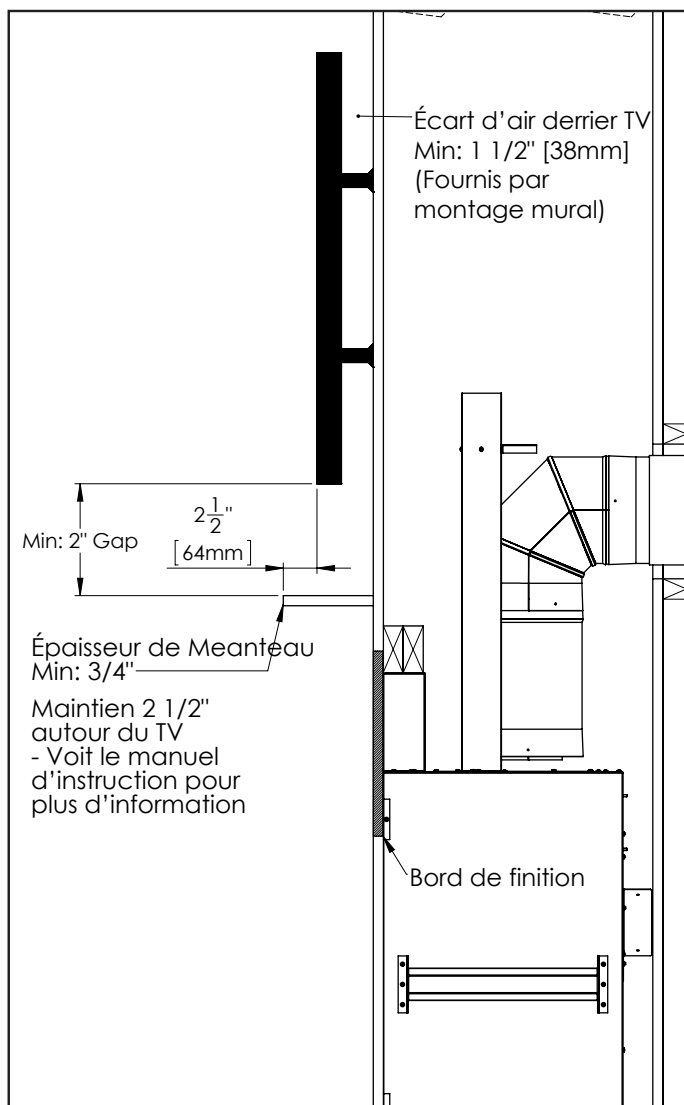 Écart d'air derrier TV
Min: 1 1/2" [38mm]
(Fournis par
montage mural)
2 1/2"
[64mm]
Min: 2" Gap
Épaisseur de Meanteau
Min: 3/4"
Maintien 2 1/2"
autour du TV
- Voit le manuel
d'instruction pour
plus d'information
Bord de finition